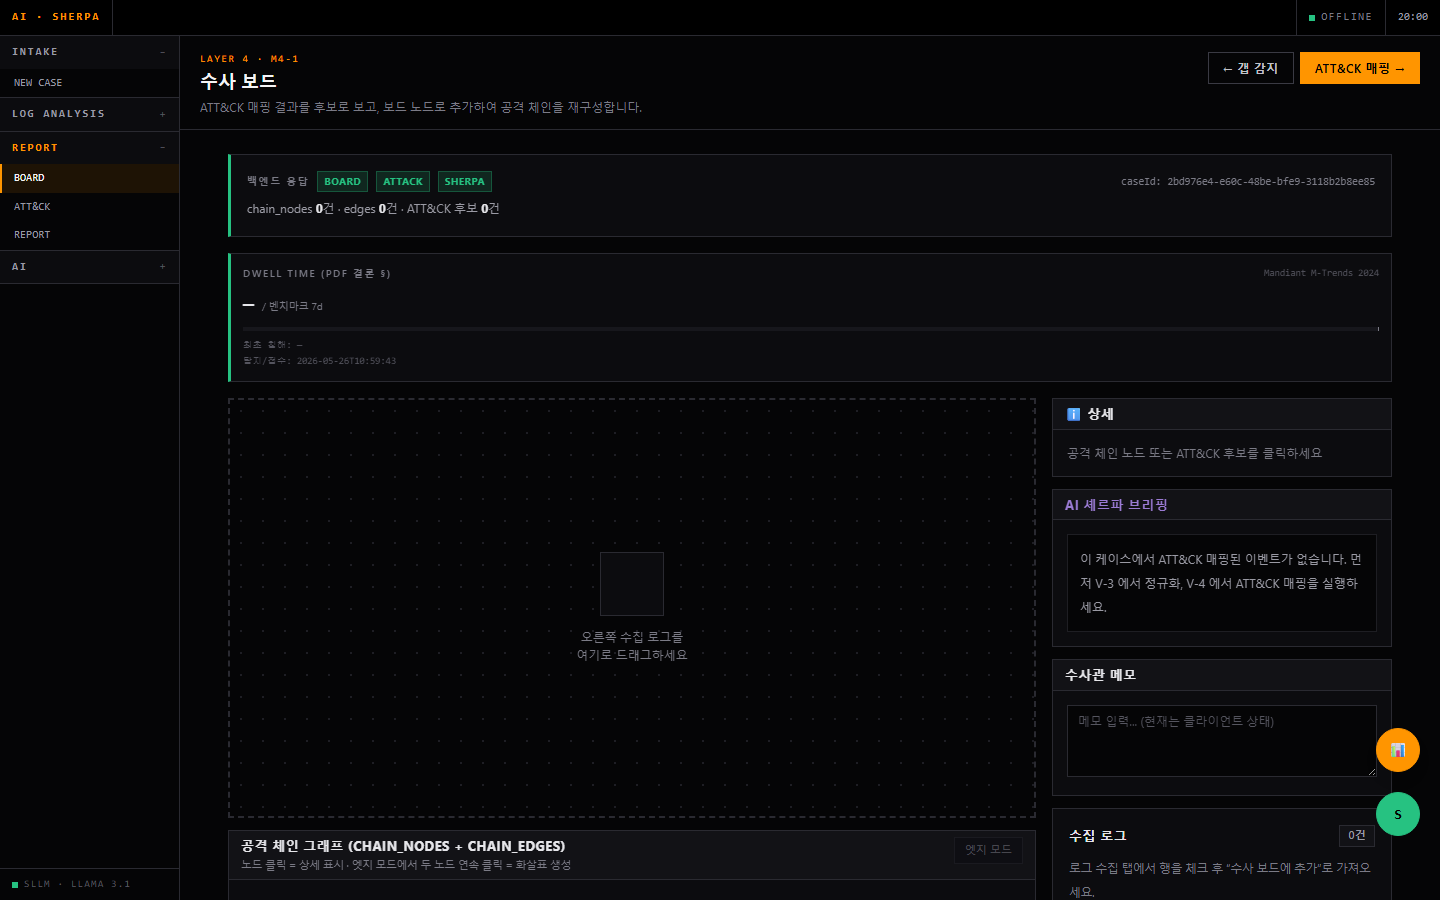 AI · SHERPA
OFFLINE
20:00
INTAKE
NEW CASE
LOG ANALYSIS
REPORT
BOARD
ATT&CK
REPORT
AI
SLLM · LLAMA 3.1
LAYER 4 · M4-1
수사 보드
ATT&CK 매핑 결과를 후보로 보고, 보드 노드로 추가하여 공격 체인을 재구성합니다.
← 갭 감지
ATT&CK 매핑 →
백엔드 응답 BOARD ATTACK SHERPA
caseId: 2bd976e4-e60c-48be-bfe9-3118b2b8ee85
chain_nodes 0건 · edges 0건 · ATT&CK 후보 0건
DWELL TIME (PDF 결론 §)
Mandiant M-Trends 2024
— / 벤치마크 7d
최초 침해: —
탐지/접수: 2026-05-26T10:59:43
오른쪽 수집 로그를
여기로 드래그하세요
공격 체인 그래프 (CHAIN_NODES + CHAIN_EDGES)
노드 클릭 = 상세 표시 · 엣지 모드에서 두 노드 연속 클릭 = 화살표 생성
엣지 모드
상세
공격 체인 노드 또는 ATT&CK 후보를 클릭하세요
AI 셰르파 브리핑
이 케이스에서 ATT&CK 매핑된 이벤트가 없습니다. 먼
저 V-3 에서 정규화, V-4 에서 ATT&CK 매핑을 실행하
세요.
수사관 메모
메모 입력... (현재는 클라이언트 상태)
S
수집 로그
0건
로그 수집 탭에서 행을 체크 후 "수사 보드에 추가"로 가져오
세요.